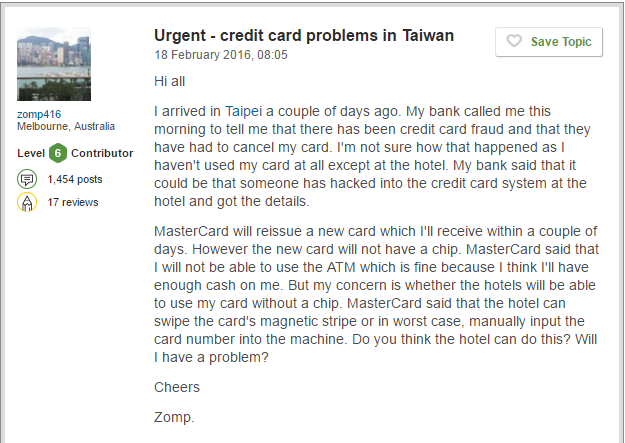 Urgent - credit card problems in Taiwan
Save Topic
18 February 2016, 08:05
zomp416
Melbourne, Australia
Level 6 Contributor
1,454 posts
17 reviews
Hi all
I arrived in Taipei a couple of days ago. My bank called me this
morning to tell me that there has been credit card fraud and that they
have had to cancel my card. I'm not sure how that happened as I
haven't used my card at all except at the hotel. My bank said that it
could be that someone has hacked into the credit card system at the
hotel and got the details.
MasterCard will reissue a new card which I'll receive within a couple of
days. However the new card will not have a chip. MasterCard said that
I will not be able to use the ATM which is fine because I think I'll have
enough cash on me. But my concern is whether the hotels will be able
to use my card without a chip. MasterCard said that the hotel can
swipe the card's magnetic stripe or in worst case, manually input the
card number into the machine. Do you think the hotel can do this? Will
I have a problem?
Cheers
Zomp.